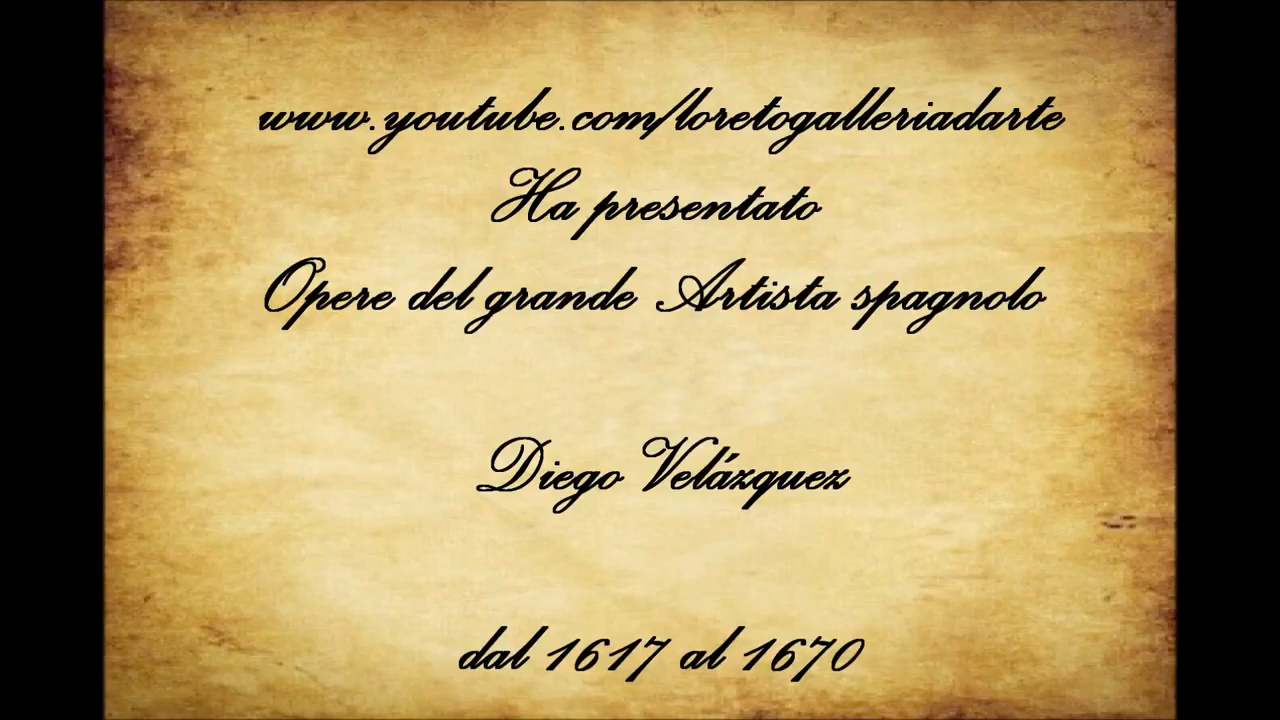 www.youtube.com/loretogalleriadarte
Ha presentato
Opere del grande Artista spagnolo
Diego Velázquez
dal 1617 al 1670